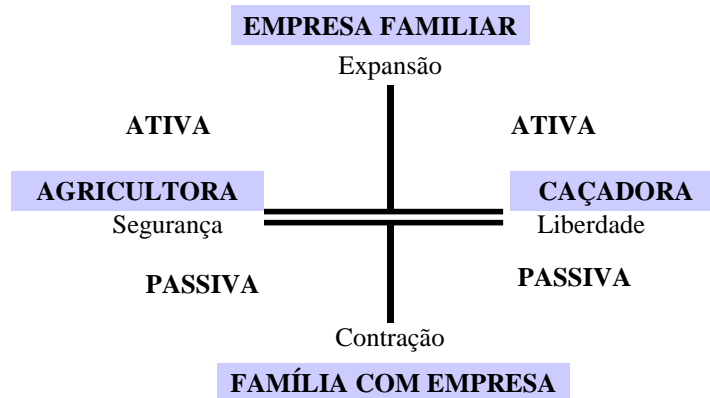 EMPRESA FAMILIAR
Expansão
ATIVA
ATIVA
AGRICULTORA
CAÇADORA
Segurança
Liberdade
PASSIVA
PASSIVA
Contração
FAMÍLIA COM EMPRESA